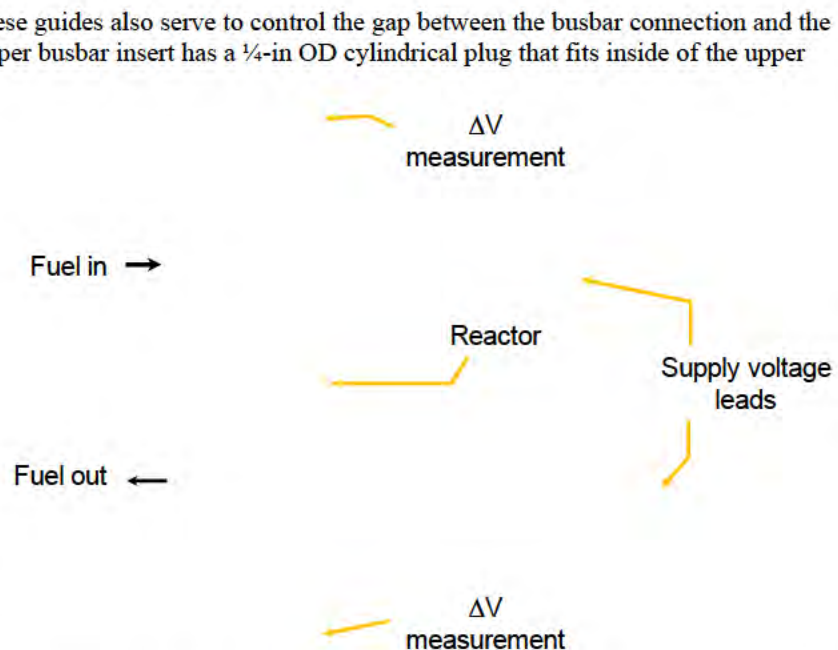 ese guides also serve to control the gap between the busbar connection and the
per busbar insert has a ¼-in OD cylindrical plug that fits inside of the upper
ΔV
measurement
Fuel in
Reactor
Supply voltage
leads
Fuel out
ΔV
measurement